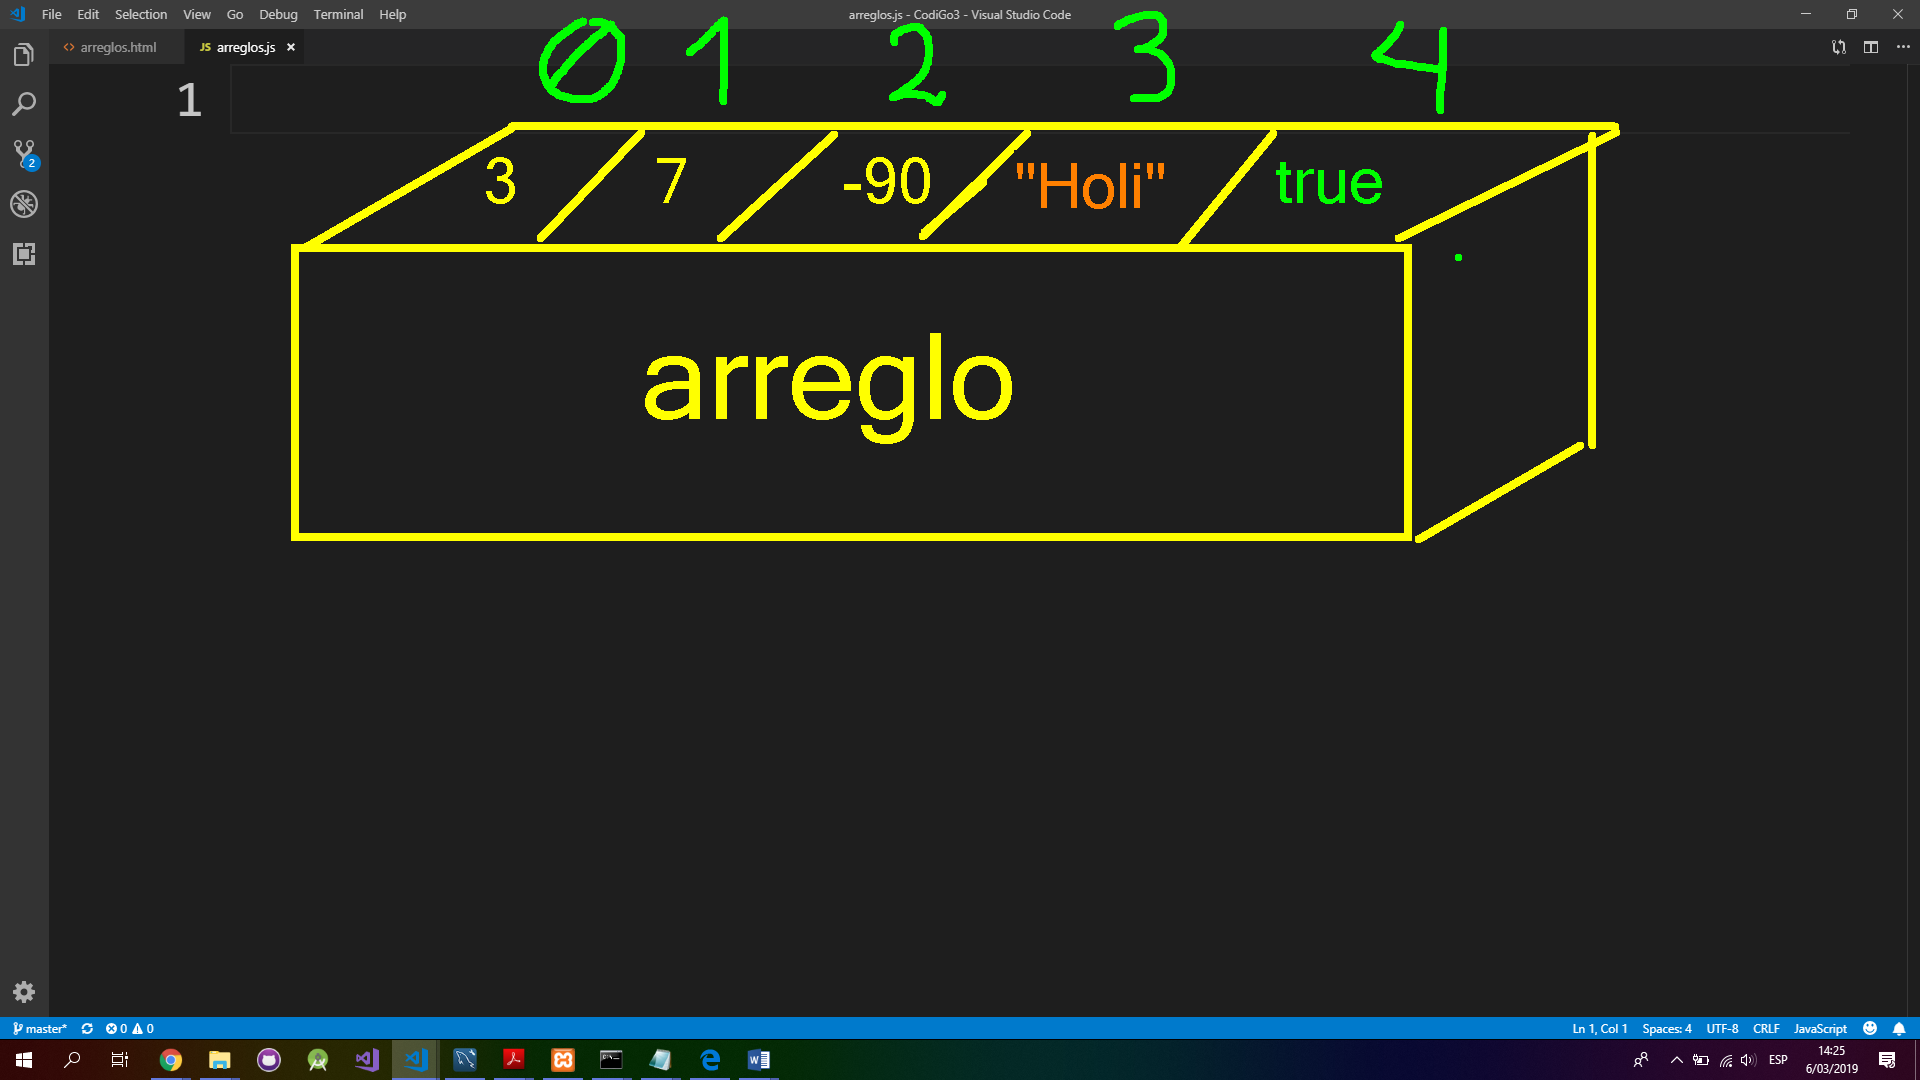 File Edit Selection View Go Debug Terminal Help
arreglos.js - CodiGo3 - Visual Studio Code
arreglos.html
JS arreglos.js
0 1 2 3 4
1
3 7 -90 "Holi" true
arreglo
2
master* 0 0
Ln 1, Col 1 Spaces: 4 UTF-8 CRLF JavaScript
ESP
14:25
6/03/2019